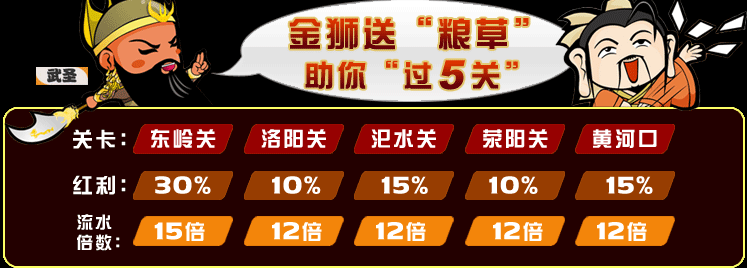 金狮送“粮草”
助你“过5关”
武圣
关卡: 东岭关 洛阳关 汜水关 荥阳关 黄河口
红利: 30% 10% 15% 10% 15%
流水
倍数: 15倍 12倍 12倍 12倍 12倍